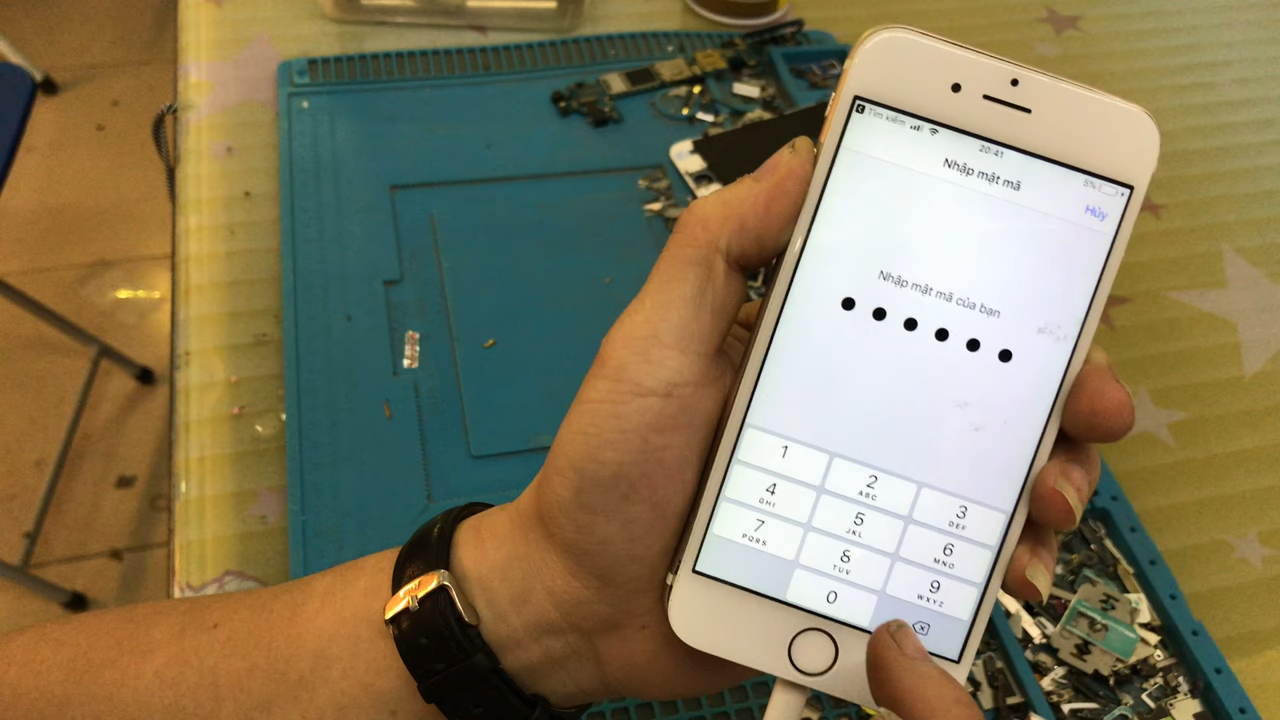 Tìm kiếm
20:41
5%
Nhập mật mã
Hủy
Nhập mật mã của bạn
1
2
ABC
3
DEF
4
GHI
5
JKL
6
MNO
7
PQRS
8
TUV
9
WXYZ
0